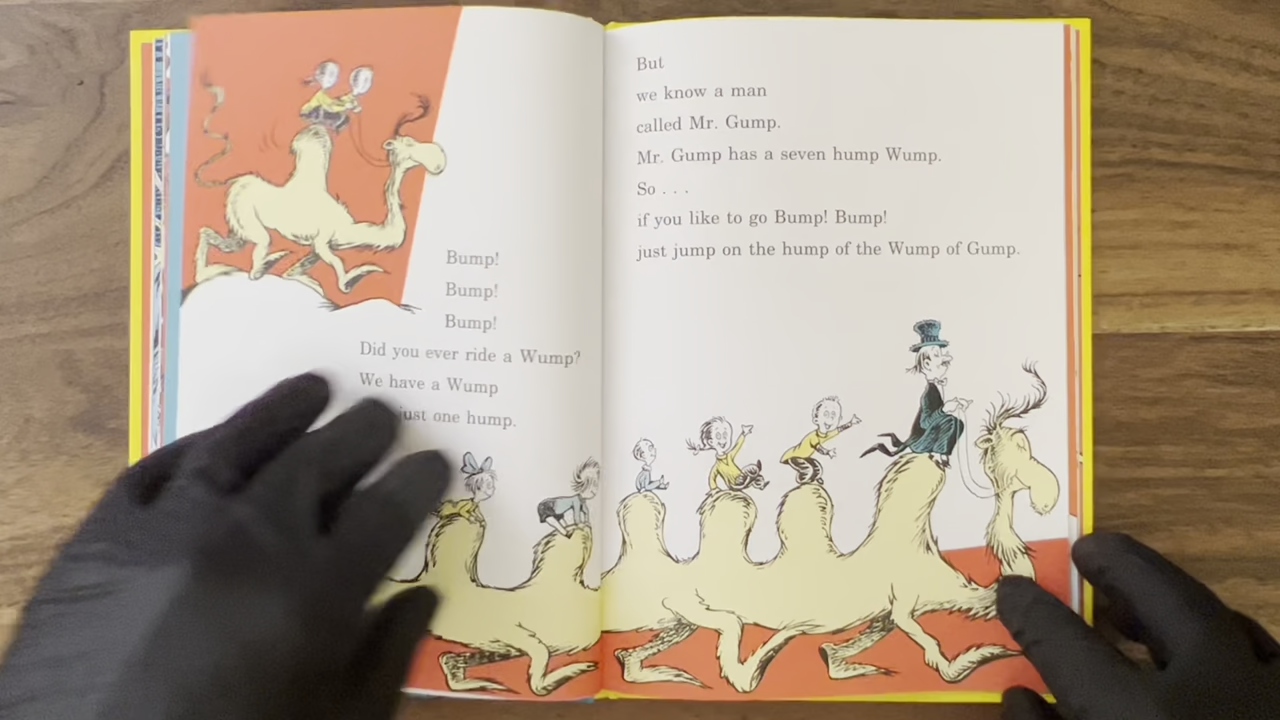 Bump!
Bump!
Bump!
Did you ever ride a Wump?
We have a Wump
just one hump.
But
we know a man
called Mr. Gump.
Mr. Gump has a seven hump Wump.
So . . .
if you like to go Bump! Bump!
just jump on the hump of the Wump of Gump.